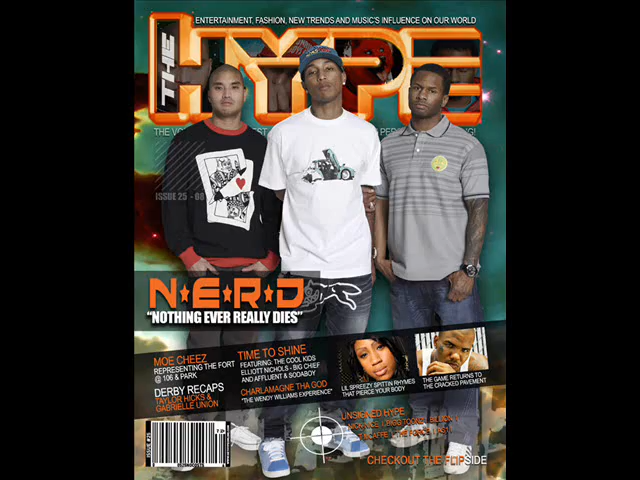 ENTERTAINMENT, FASHION, NEW TRENDS AND MUSIC'S INFLUENCE ON OUR WORLD
THE HYPE
ISSUE 25 - 08
N★E★R★D
"NOTHING EVER REALLY DIES"
MOE CHEEZ
REPRESENTING THE FORT
@ 106 & PARK
DERBY RECAPS
TAYLOR HICKS &
GABRIELLE UNION
TIME TO SHINE
FEATURING: THE COOL KIDS
ELLIOTT NICHOLS - BIG CHIEF
AND AFFLUENT & SODABOY
CHARLAMAGNE THA GOD
"THE WENDY WILLIAMS EXPERIENCE"
LIL SPREEZY SPITTIN RHYMES
THAT PIERCE YOUR BODY
THE GAME RETURNS TO
THE CRACKED PAVEMENT
UNSIGNED HYPE
CHECKOUT THE FLIPSIDE
ISSUE #25